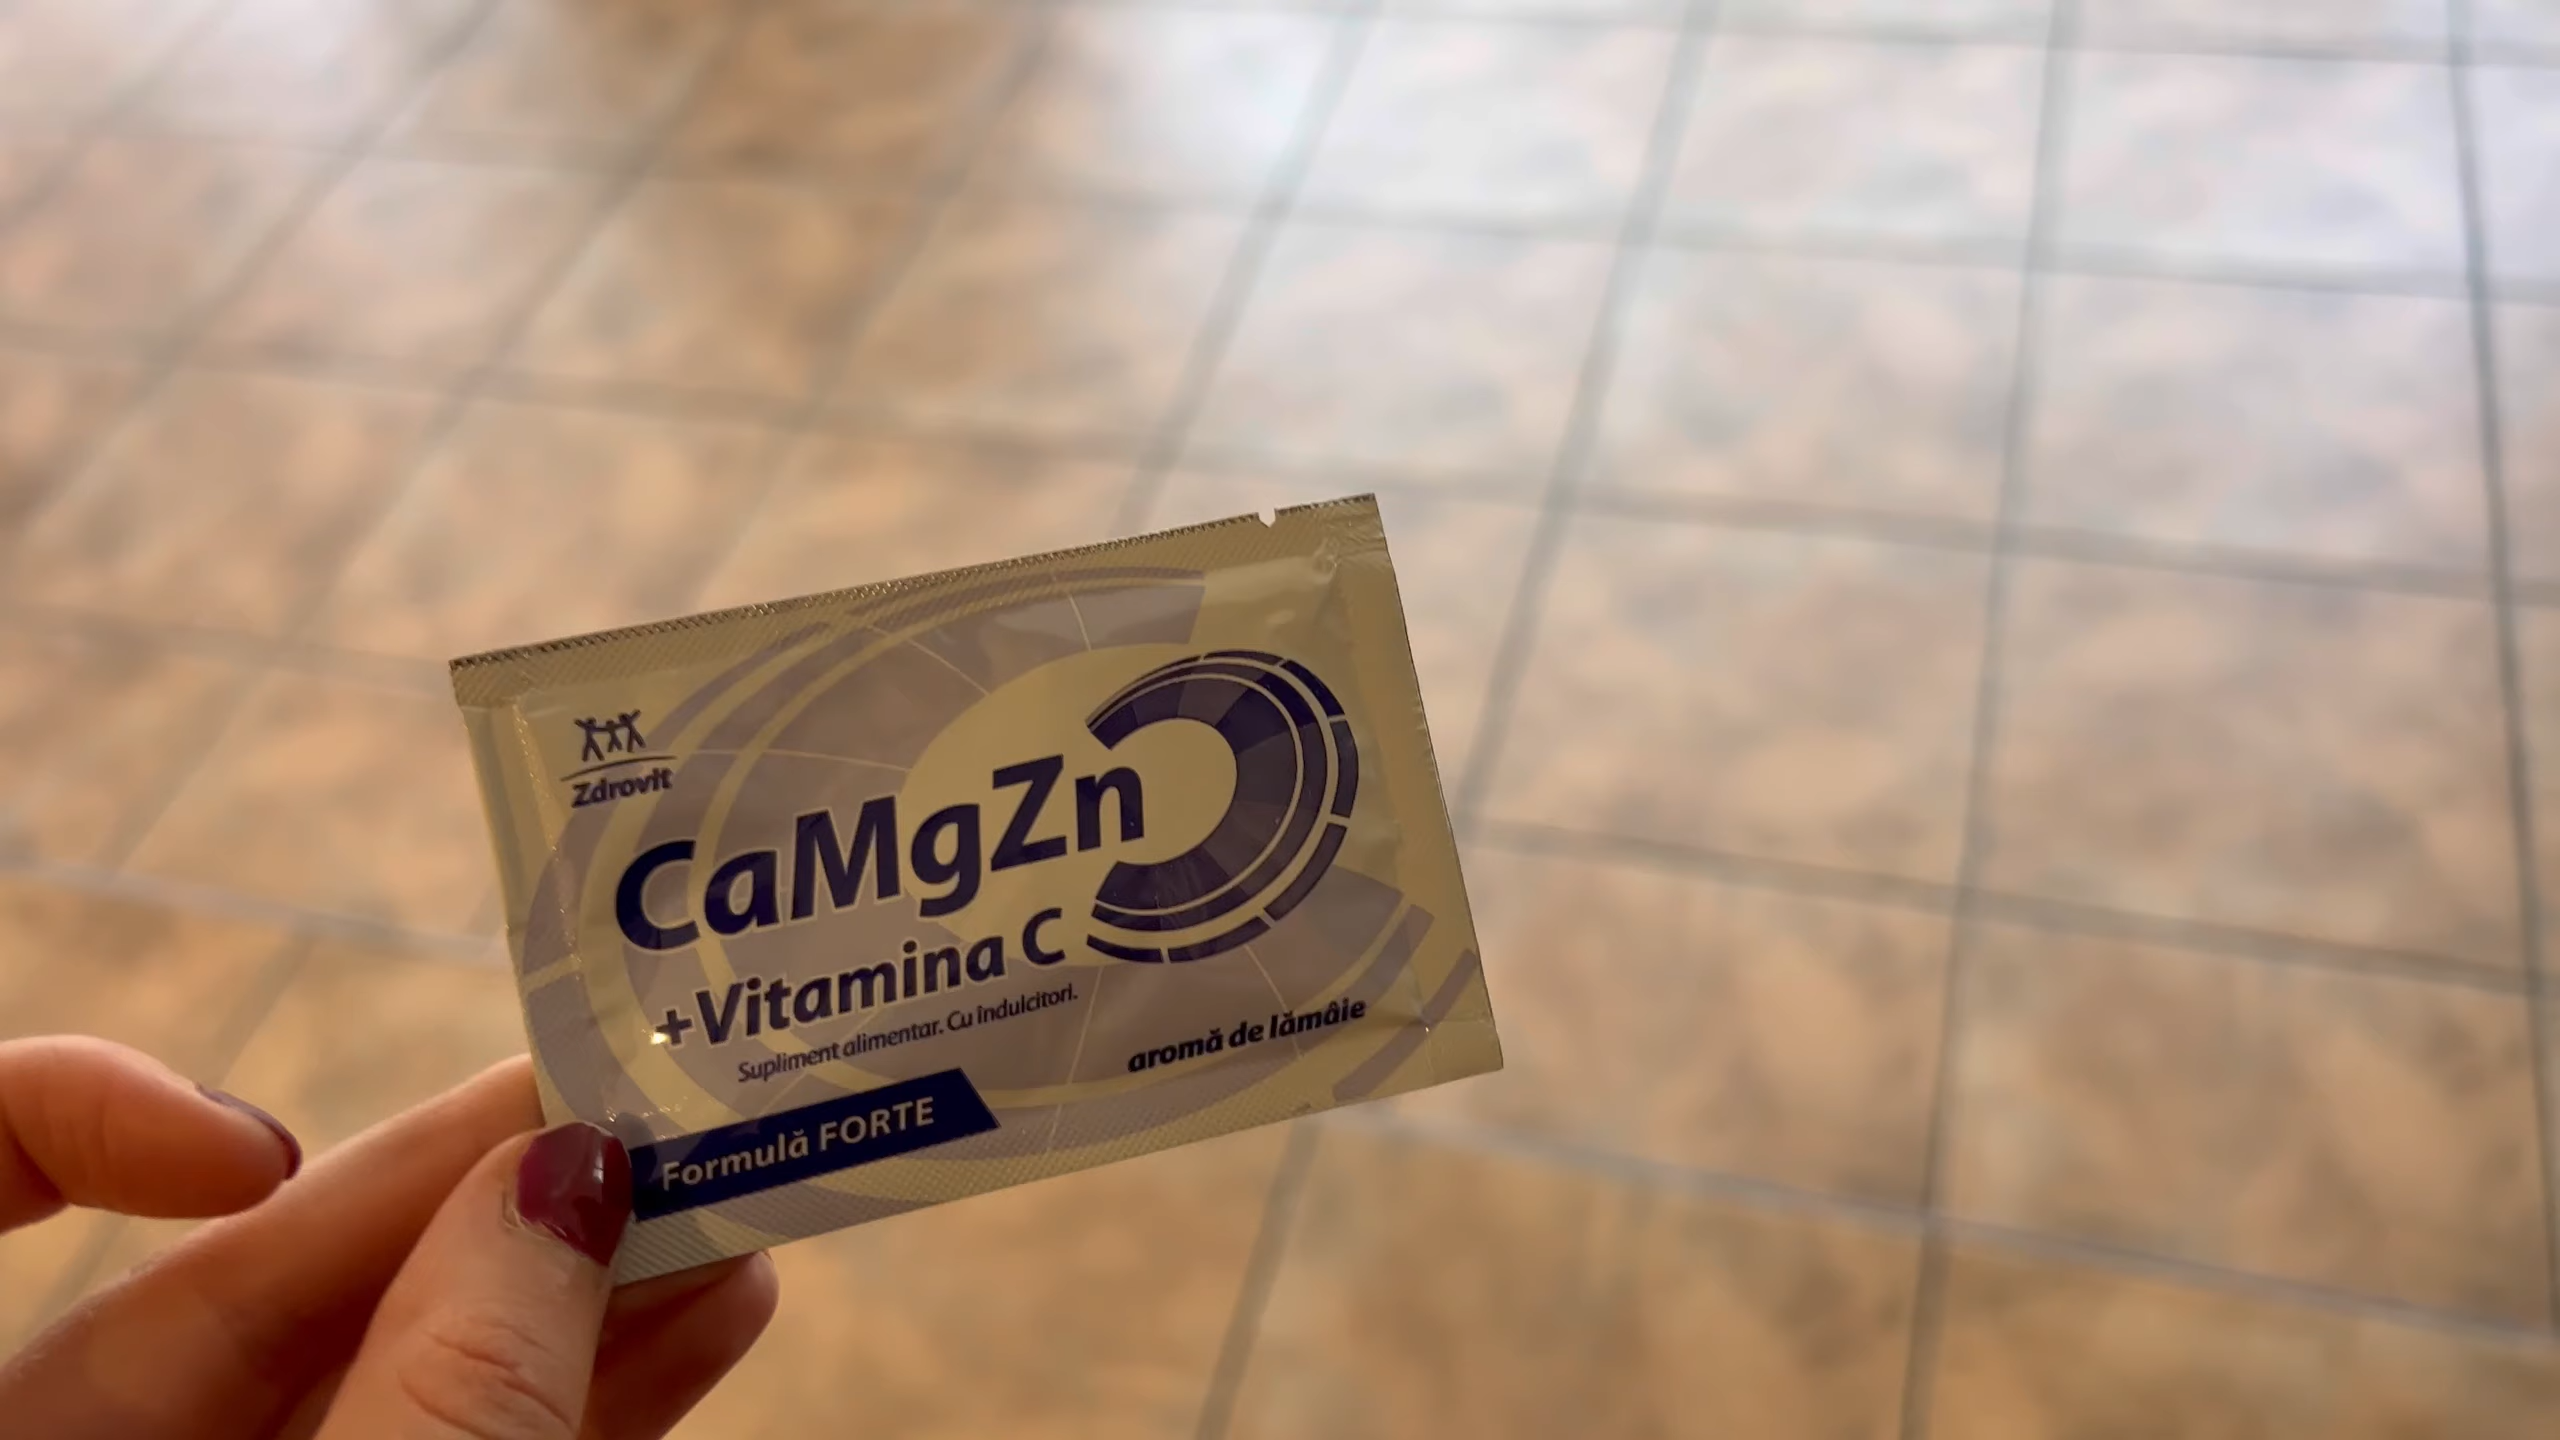 Zdrovit
CaMgZn
+Vitamina C
Supliment alimentar. Cu îndulcitori.
aromă de lămâie
Formulă FORTE